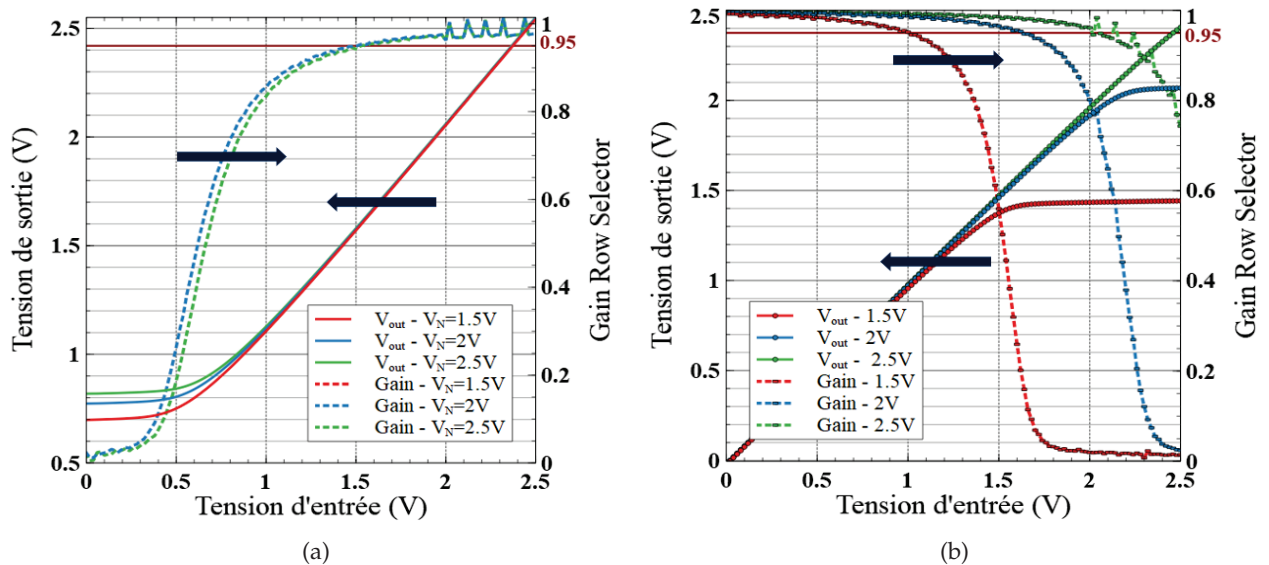 2.5
2
1.5
1
0.5
Tension de sortie (V)
1
0.95
0.8
0.6
0.4
0.2
0
Gain Row Selector
V_out - V_N=1.5V
V_out - V_N=2V
V_out - V_N=2.5V
Gain - V_N=1.5V
Gain - V_N=2V
Gain - V_N=2.5V
0 0.5 1 1.5 2 2.5
Tension d'entrée (V)
(a)
2.5
2
1.5
1
0.5
0
Tension de sortie (V)
1
0.95
0.8
0.6
0.4
0.2
0
Gain Row Selector
V_out - 1.5V
V_out - 2V
V_out - 2.5V
Gain - 1.5V
Gain - 2V
Gain - 2.5V
0 0.5 1 1.5 2 2.5
Tension d'entrée (V)
(b)